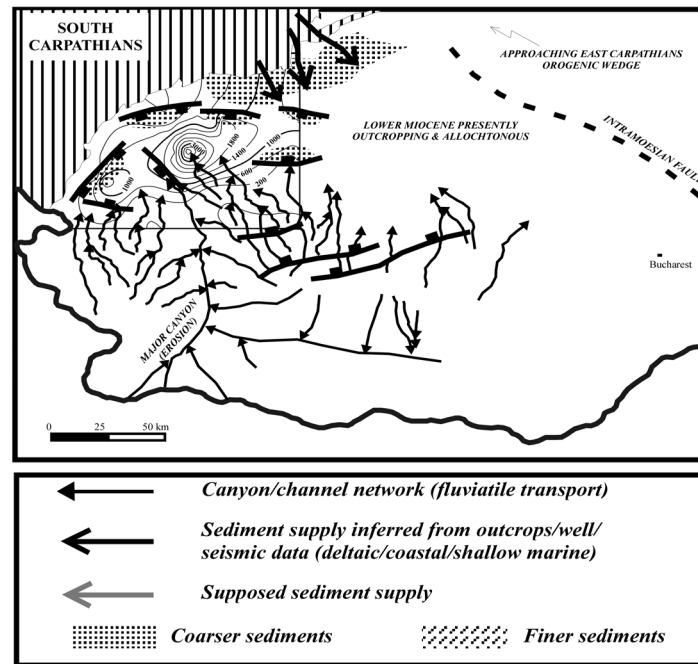 SOUTH
CARPATHIANS
APPROACHING EAST CARPATHIANS
OROGENIC WEDGE
INTRAMOESIAN FAULT
LOWER MIOCENE PRESENTLY
OUTCROPPING & ALLOCHTONOUS
1800
1000
1400
600
200
1000
Bucharest
MAJOR CANYON
(EROSION)
0 25 50 km
Canyon/channel network (fluviatile transport)
Sediment supply inferred from outcrops/well/
seismic data (deltaic/coastal/shallow marine)
Supposed sediment supply
Coarser sediments
Finer sediments